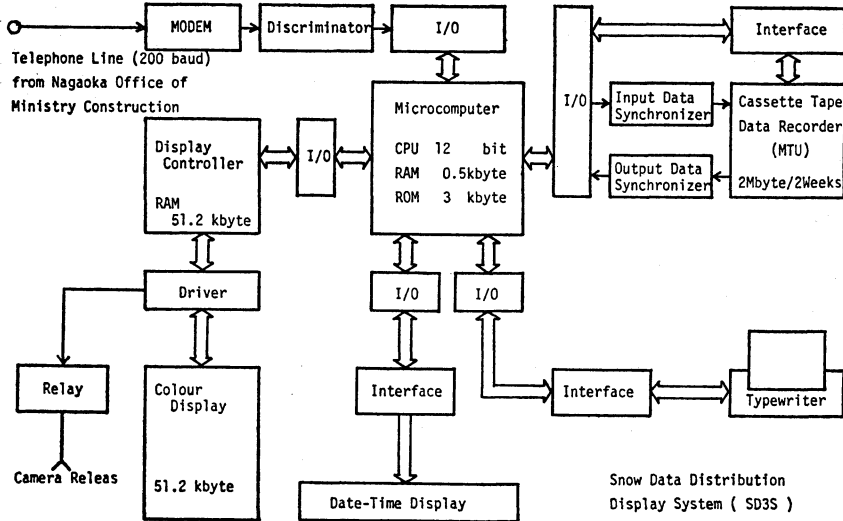 MODEM
Discriminator
I/O
Interface
Telephone Line (200 baud)
from Nagaoka Office of
Ministry Construction
Microcomputer
CPU 12 bit
RAM 0.5kbyte
ROM 3 kbyte
I/O
Input Data
Synchronizer
Output Data
Synchronizer
Cassette Tape
Data Recorder
(MTU)
2Mbyte/2Weeks
Display
Controller
RAM
51.2 kbyte
I/O
Driver
I/O
I/O
Relay
Colour
Display
51.2 kbyte
Interface
Interface
Typewriter
Camera Releas
Date-Time Display
Snow Data Distribution
Display System ( SD3S )